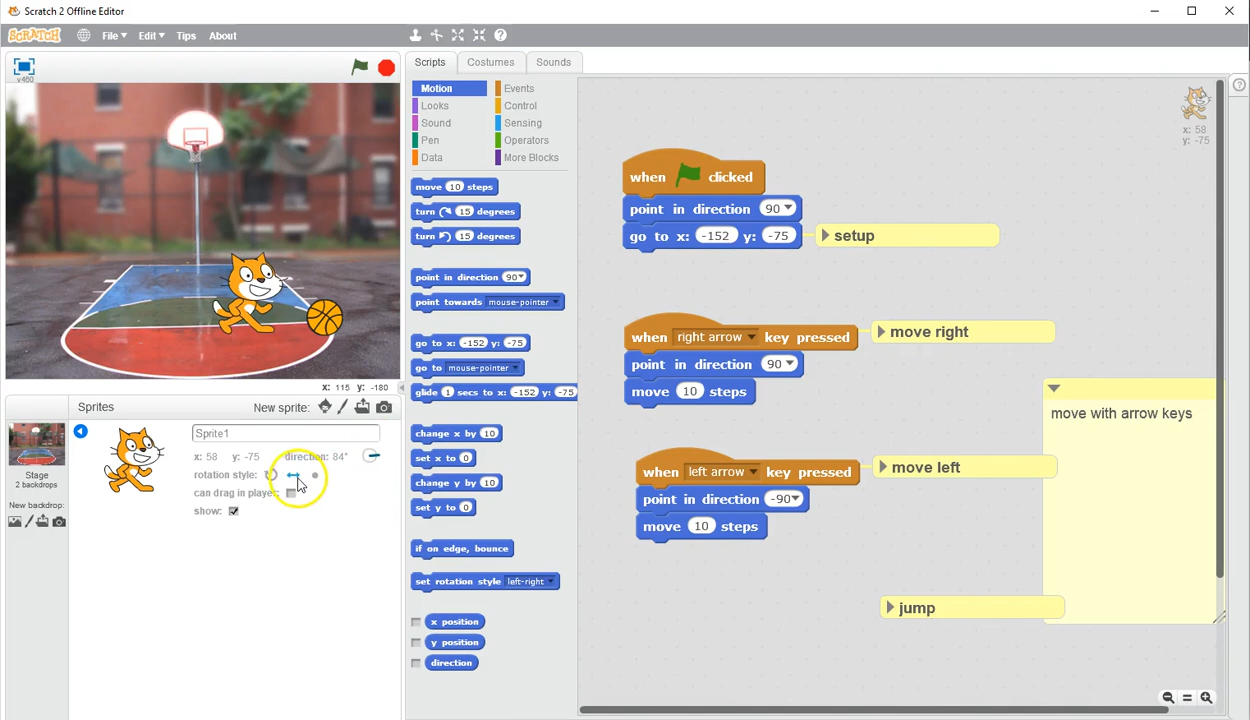 Scratch 2 Offline Editor
SCRATCH File Edit Tips About
v460
Scripts Costumes Sounds
Motion Events
Looks Control
Sound Sensing
Pen Operators
Data More Blocks
move 10 steps
turn 15 degrees
turn 15 degrees
point in direction 90
point towards mouse-pointer
go to x: -152 y: -75
go to mouse-pointer
glide 1 secs to x: -152 y: -75
change x by 10
set x to 0
change y by 10
set y to 0
if on edge, bounce
set rotation style left-right
x position
y position
direction
x: 58
y: -75
when clicked
point in direction 90
go to x: -152 y: -75
setup
when right arrow key pressed
move right
point in direction 90
move 10 steps
move with arrow keys
when left arrow key pressed
move left
point in direction -90
move 10 steps
jump
x: 115 y: -180
Sprites New sprite:
Sprite1
x: 58 y: -75 direction: 84°
rotation style:
can drag in player:
show:
Stage
2 backdrops
New backdrop: